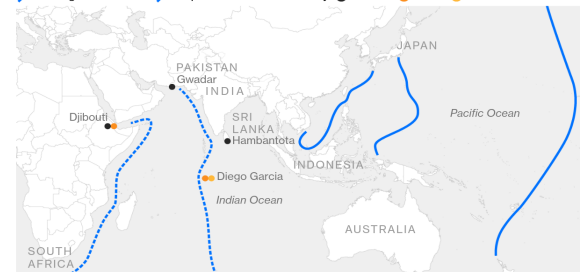 JAPAN
PAKISTAN
Gwadar
INDIA
Djibouti
Pacific Ocean
SRI
LANKA
Hambantota
INDONESIA
Diego Garcia
Indian Ocean
AUSTRALIA
SOUTH
AFRICA